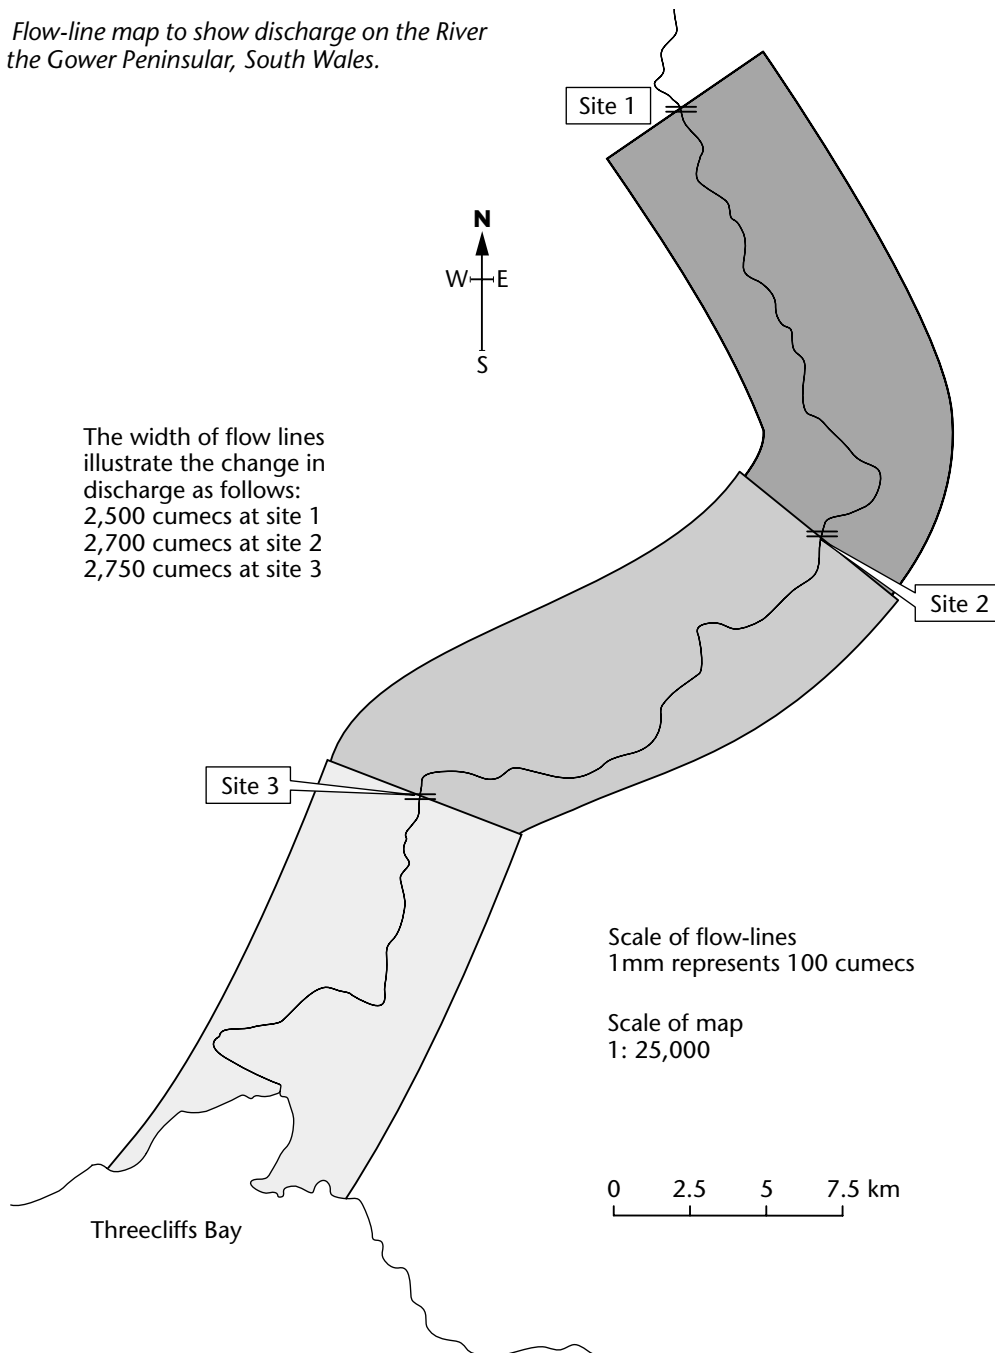 Flow-line map to show discharge on the River
the Gower Peninsular, South Wales.
Site 1
N
W E
S
The width of flow lines
illustrate the change in
discharge as follows:
2,500 cumecs at site 1
2,700 cumecs at site 2
2,750 cumecs at site 3
Site 2
Site 3
Scale of flow-lines
1mm represents 100 cumecs
Scale of map
1: 25,000
0 2.5 5 7.5 km
Threecliffs Bay